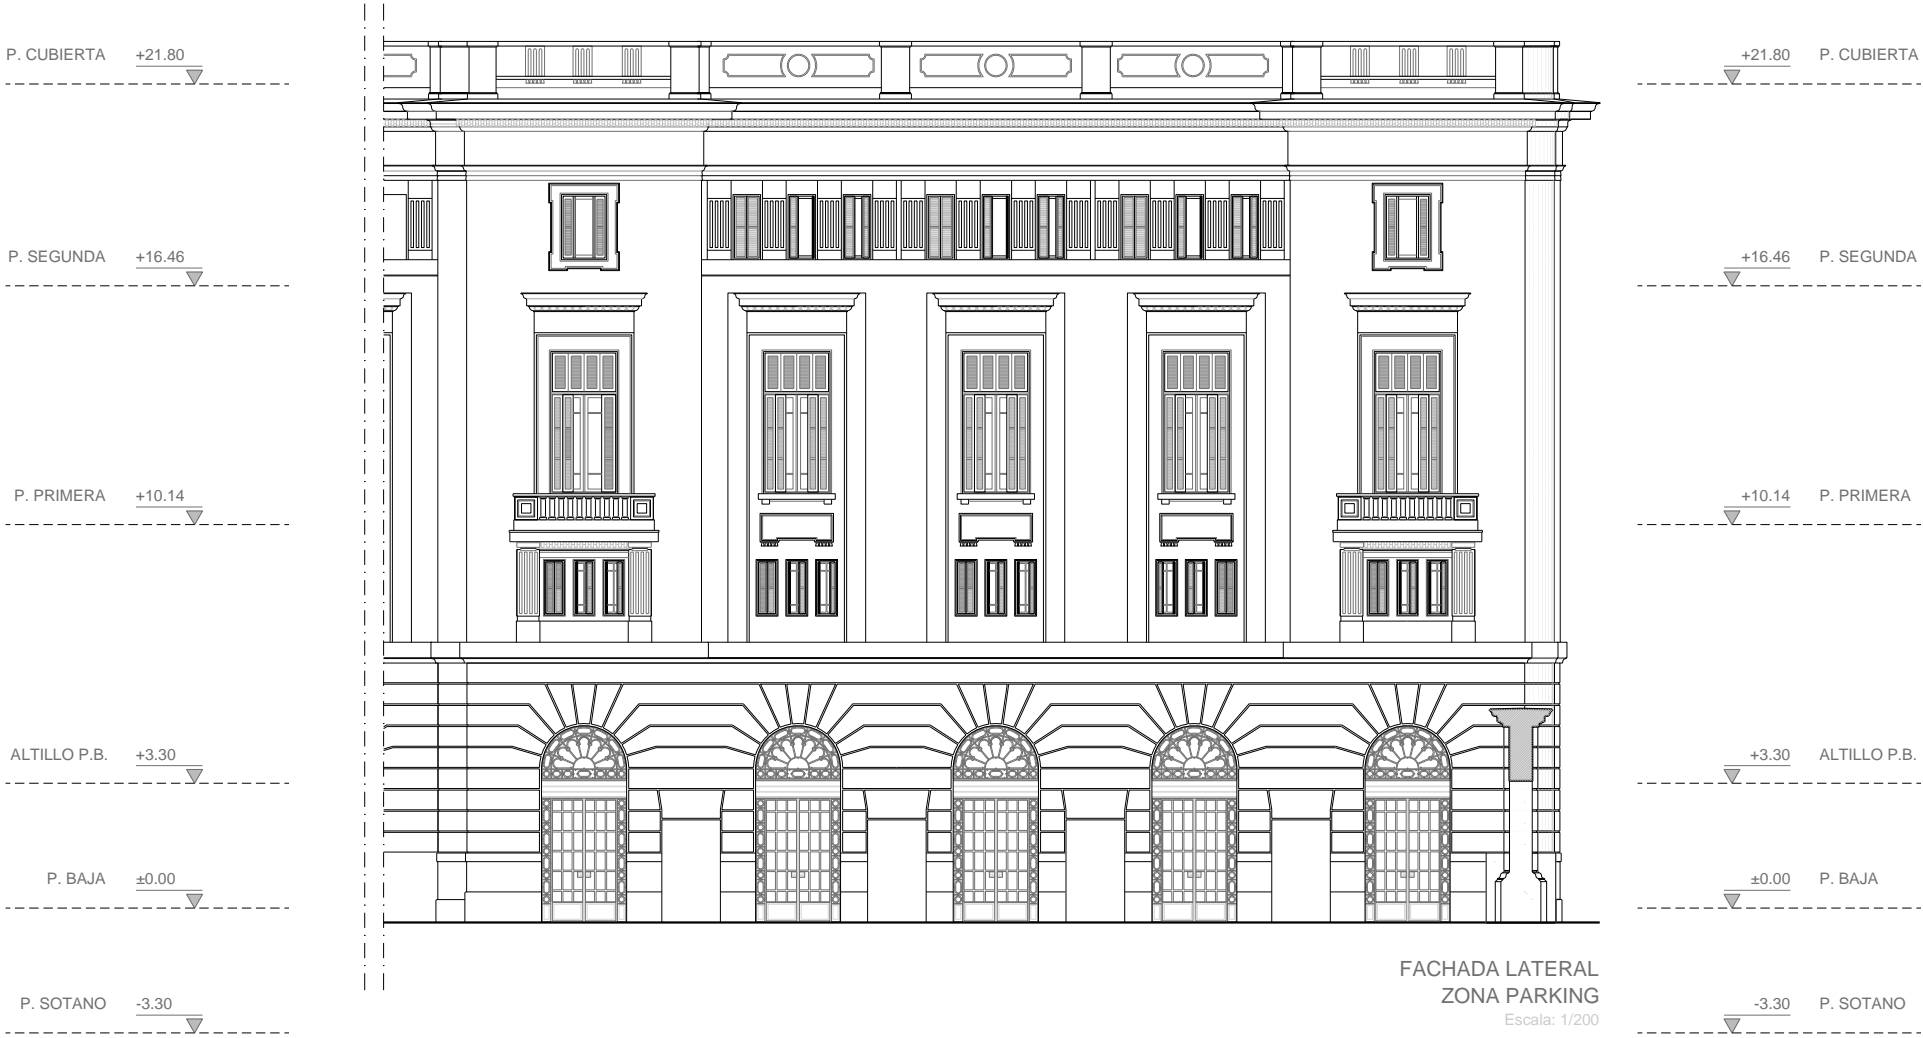 P. CUBIERTA +21.80
+21.80 P. CUBIERTA
P. SEGUNDA +16.46
+16.46 P. SEGUNDA
P. PRIMERA +10.14
+10.14 P. PRIMERA
ALTILLO P.B. +3.30
+3.30 ALTILLO P.B.
P. BAJA ±0.00
±0.00 P. BAJA
FACHADA LATERAL
ZONA PARKING
Escala: 1/200
P. SOTANO -3.30
-3.30 P. SOTANO